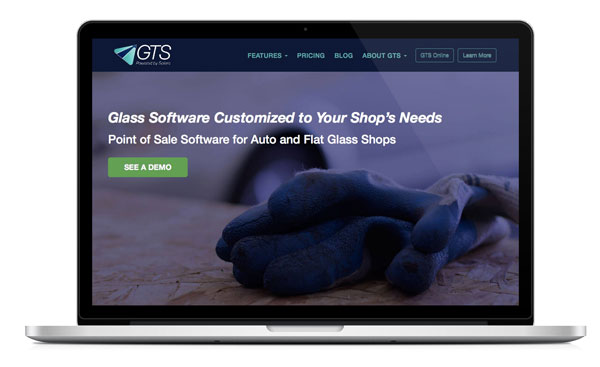 GTS
Powered by Solera
FEATURES PRICING BLOG ABOUT GTS GTS Online Learn More
Glass Software Customized to Your Shop's Needs
Point of Sale Software for Auto and Flat Glass Shops
SEE A DEMO